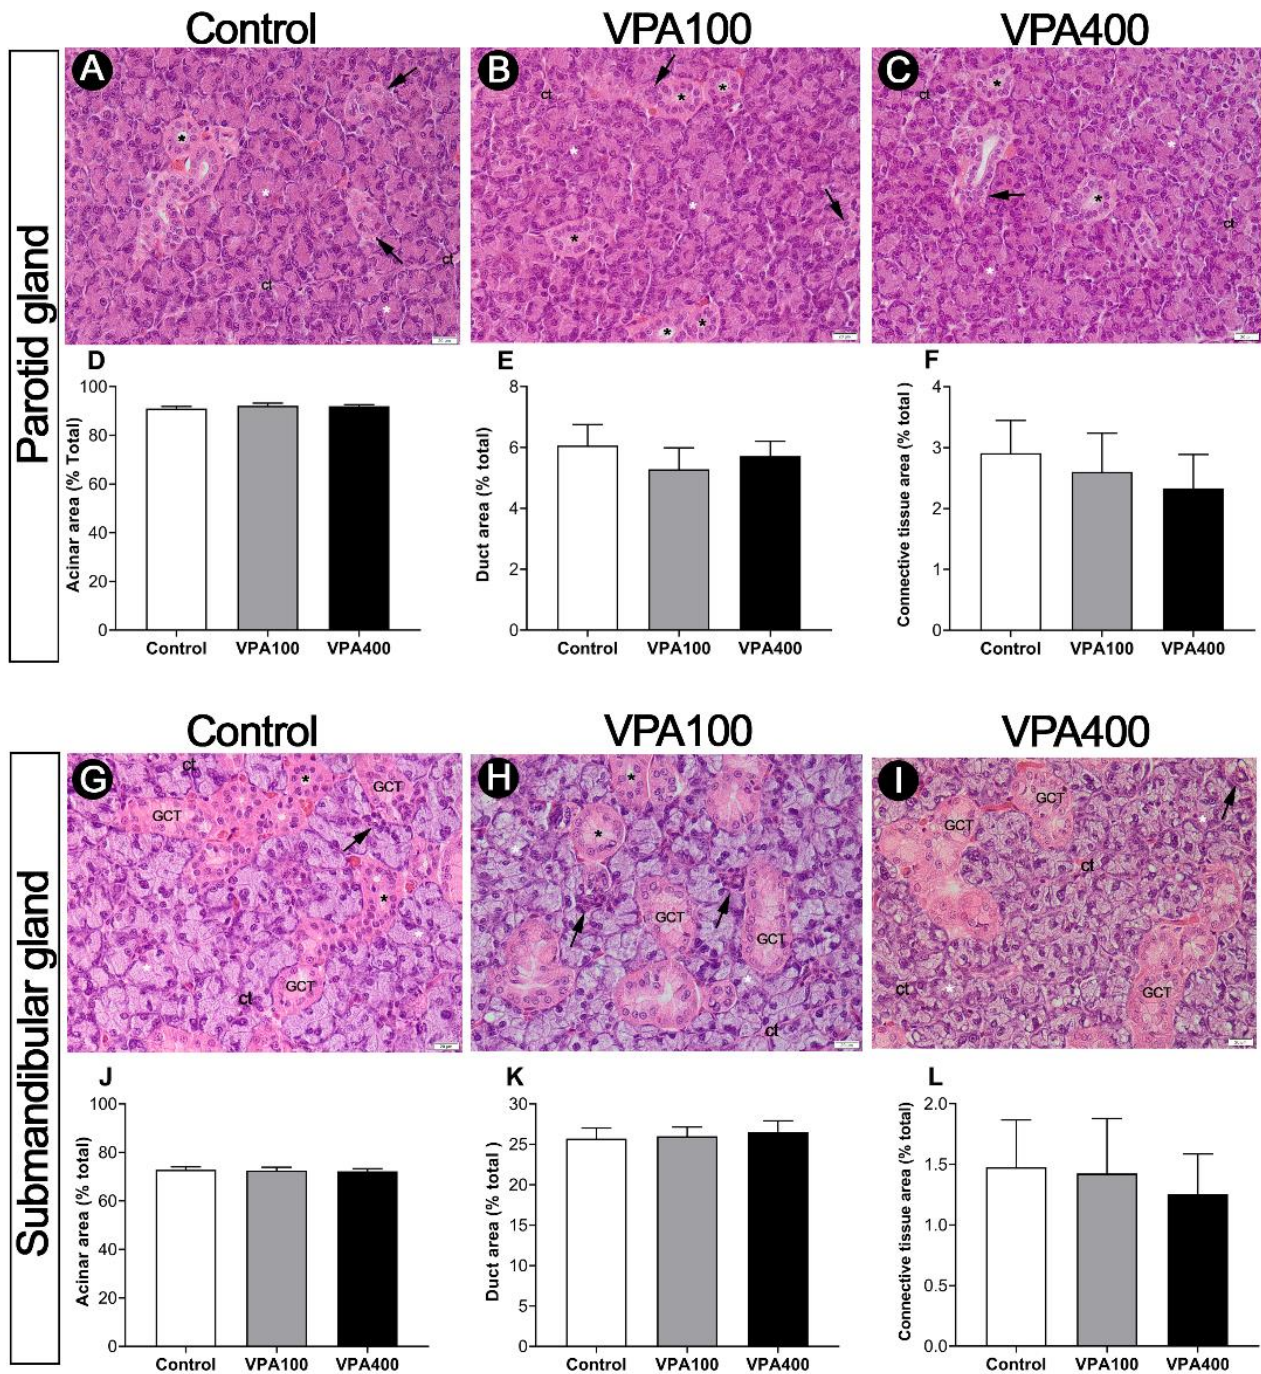 Control VPA100 VPA400
Parotid gland
A B C
ct ct ct
ct ct
ct
20 µm
D E F
Acinar area (% Total)
100
80
60
40
20
0
Control VPA100 VPA400
Duct area (% total)
8
6
4
2
0
Control VPA100 VPA400
Connective tissue area (% total )
4
3
2
1
0
Control VPA100 VPA400
Control VPA100 VPA400
Submandibular gland
G H I
ct GCT
GCT
ct GCT
20 µm
GCT
GCT
ct
GCT
GCT
ct
ct
GCT
J K L
Acinar area (% total)
100
80
60
40
20
0
Control VPA100 VPA400
Duct area (% total )
30
25
20
15
10
5
0
Control VPA100 VPA400
Connective tissue area (% total)
2.0
1.5
1.0
0.5
0.0
Control VPA100 VPA400